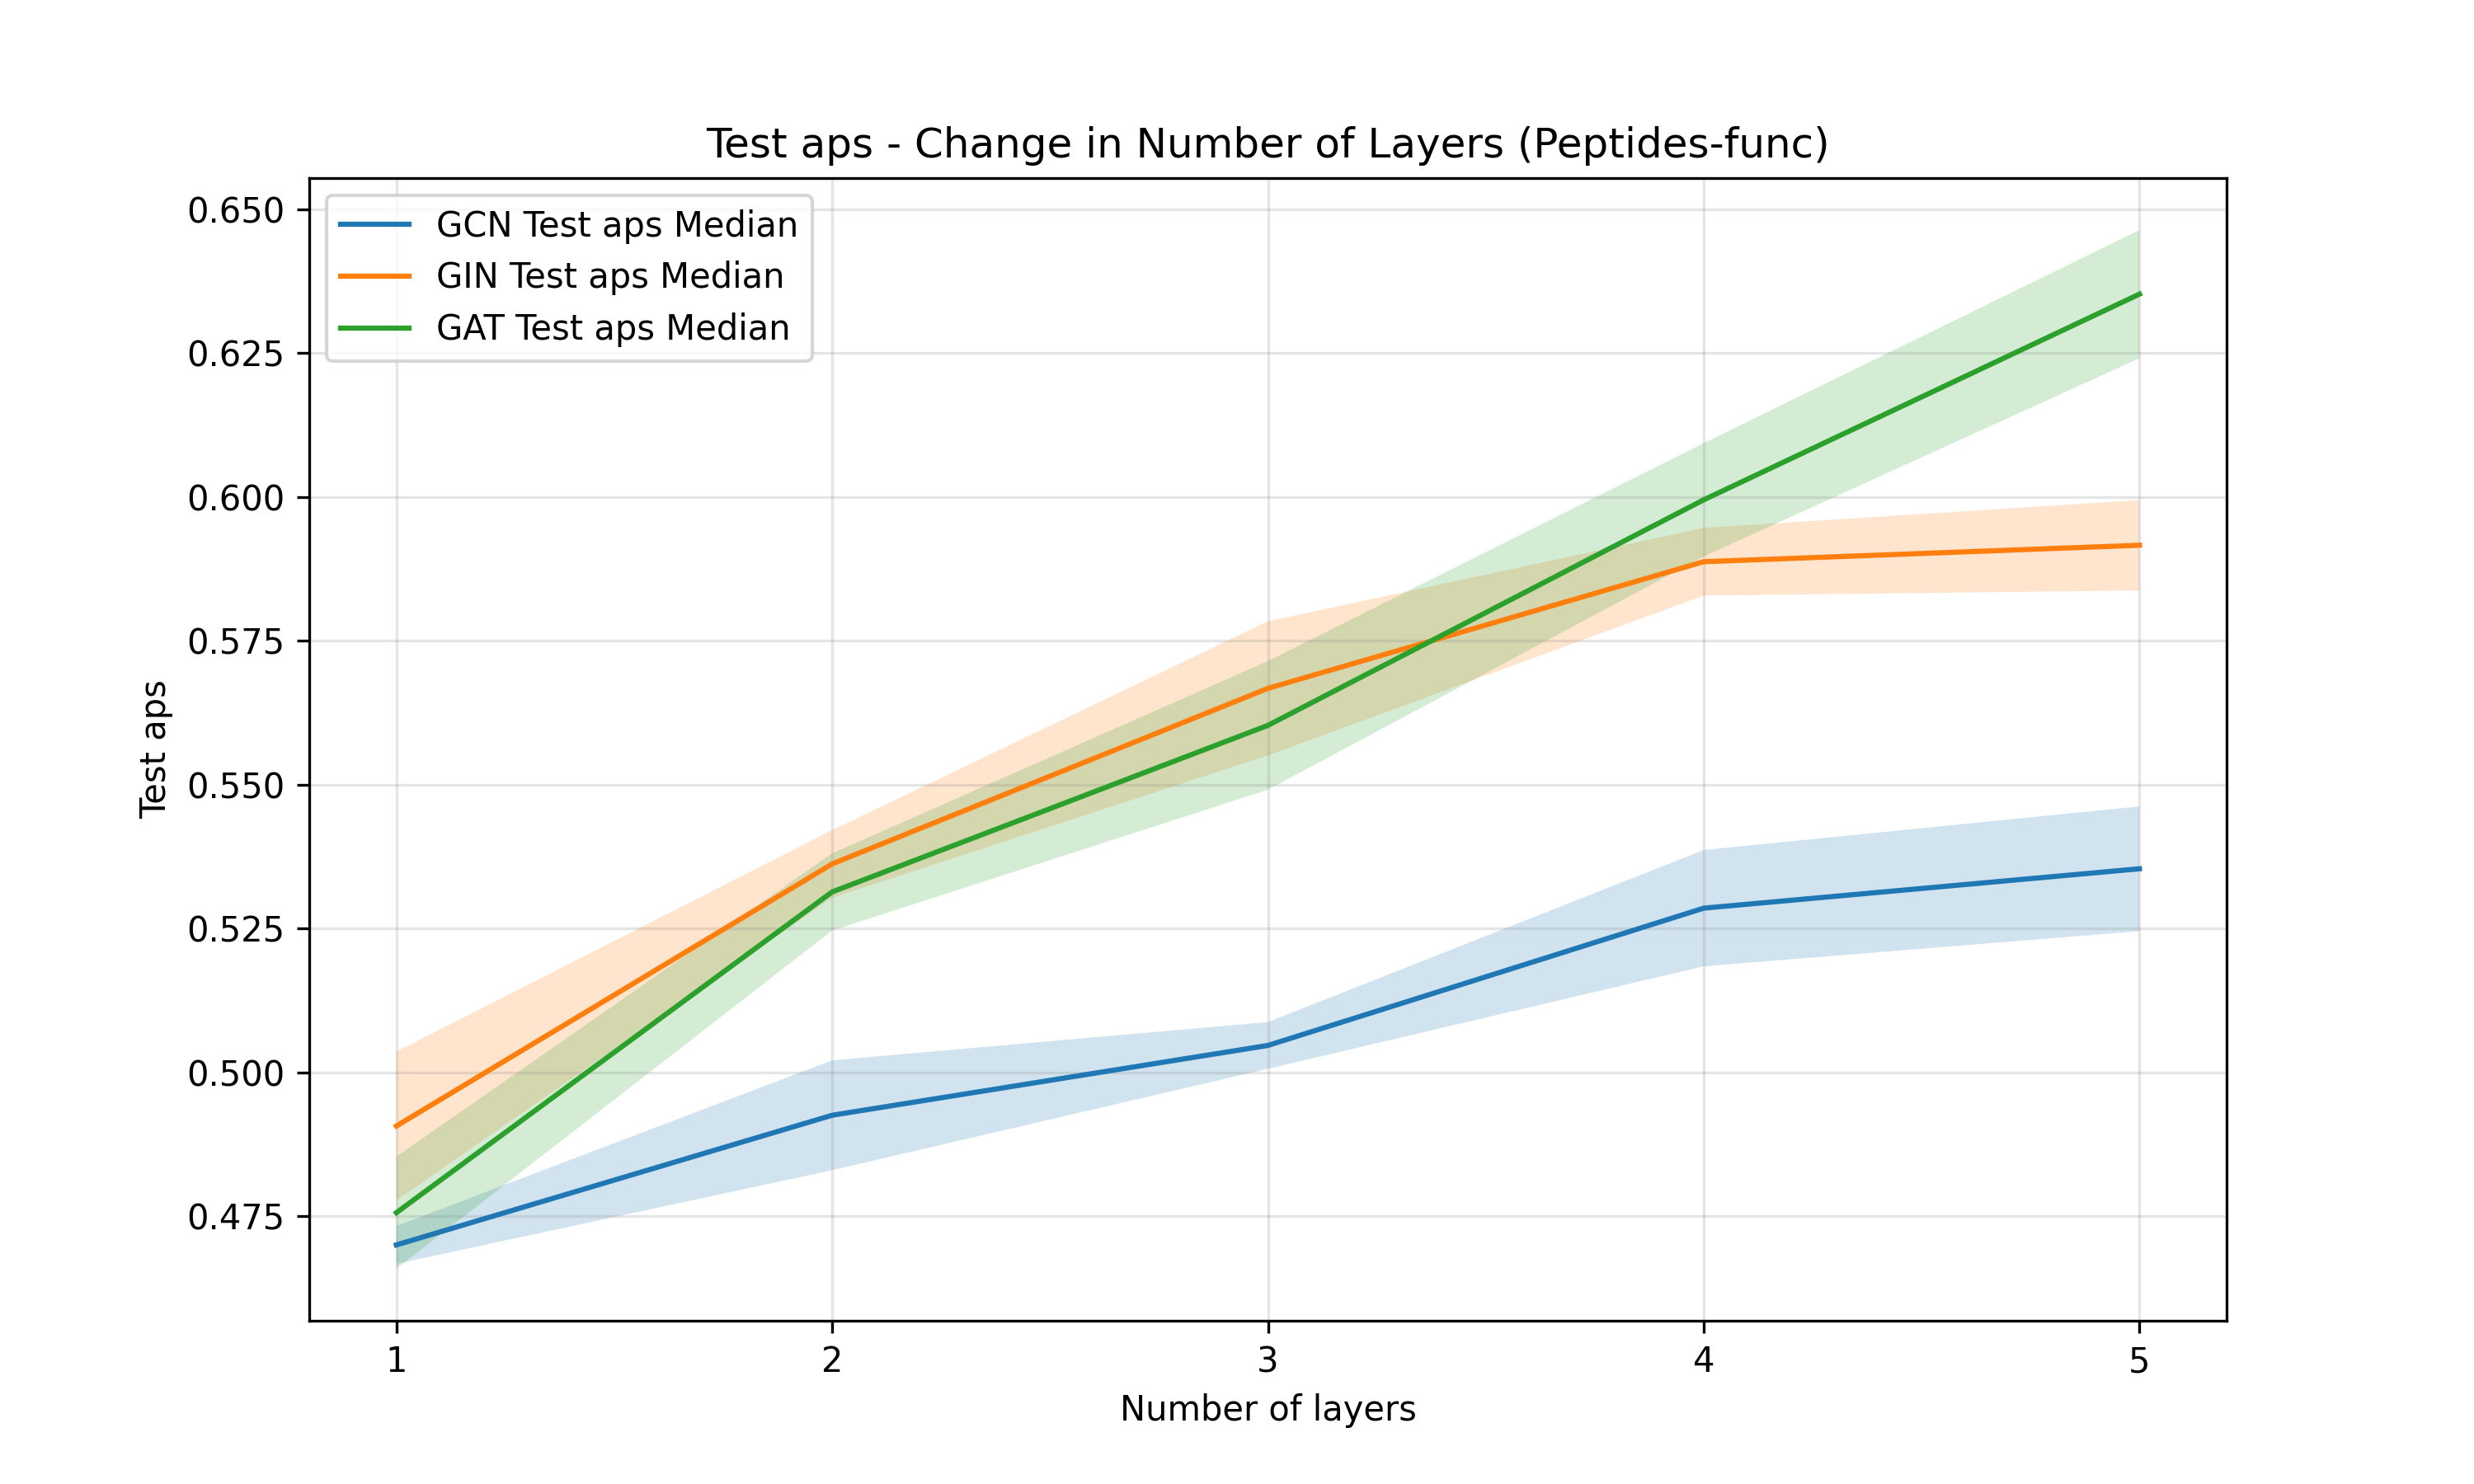 Test aps - Change in Number of Layers (Peptides-func)
GCN Test aps Median
GIN Test aps Median
GAT Test aps Median
Test aps
0.650
0.625
0.600
0.575
0.550
0.525
0.500
0.475
1 2 3 4 5
Number of layers